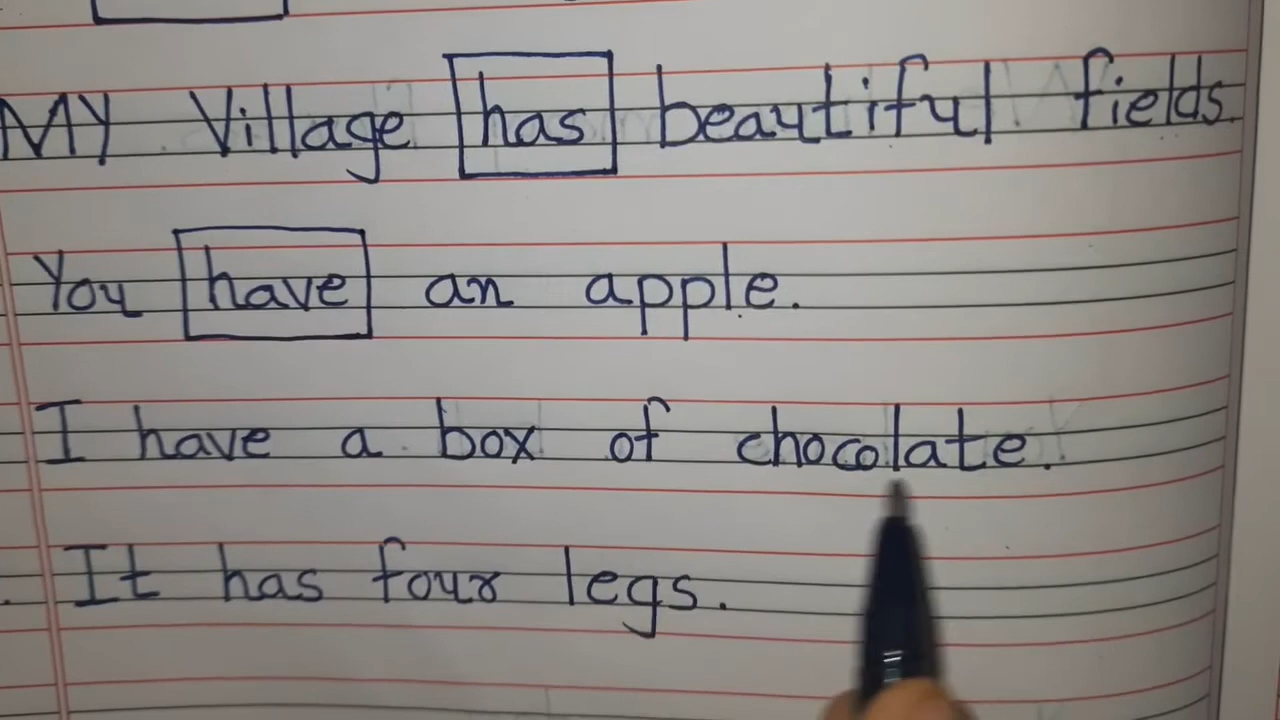 MY Village has beautiful fields.
You have an apple.
I have a box of chocolate.
It has four legs.